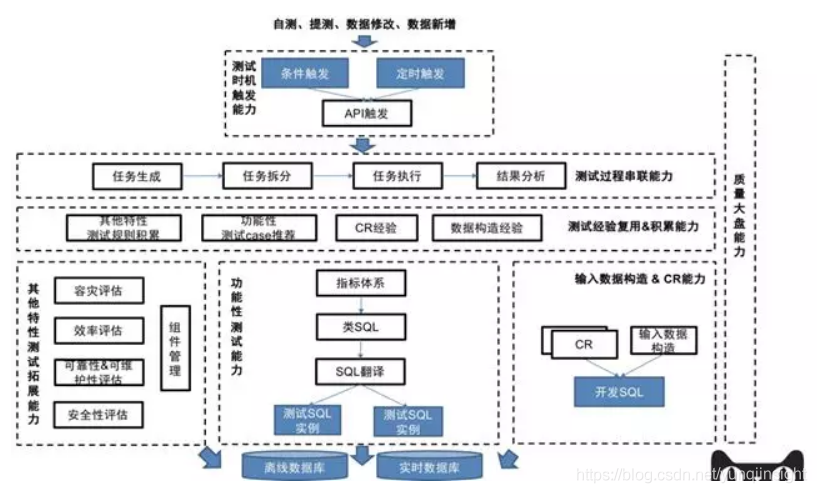 自测、提测、数据修改、数据新增
测试
时机
触发
能力
条件触发
定时触发
API触发
任务生成
任务拆分
任务执行
结果分析
测试过程串联能力
其他特性
测试规则积累
功能性
测试case推荐
CR经验
数据构造经验
测试经验复用&积累能力
质量大盘能力
其他特性测试拓展能力
容灾评估
效率评估
可靠性&可维
护性评估
安全性评估
组件管理
功能性测试能力
指标体系
类SQL
SQL翻译
测试SQL
实例
测试SQL
实例
输入数据构造 & CR能力
CR
输入数据
构造
开发SQL
离线数据库
实时数据库